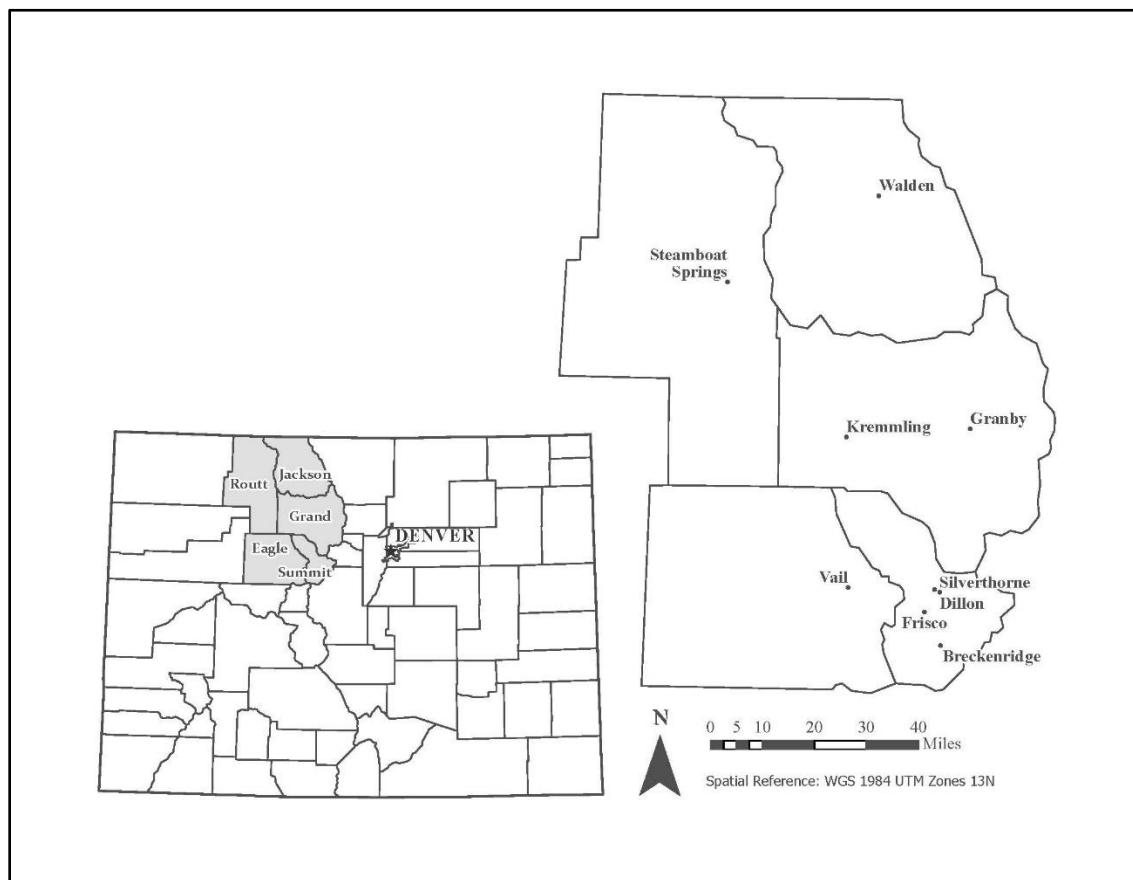 Walden
Steamboat
Springs
Kremmling
Granby
Jackson
Routt
Grand
DENVER
Eagle
Summit
Vail
Silverthorne
Dillon
Frisco
Breckenridge
N
0 5 10 20 30 40
Miles
Spatial Reference: WGS 1984 UTM Zones 13N